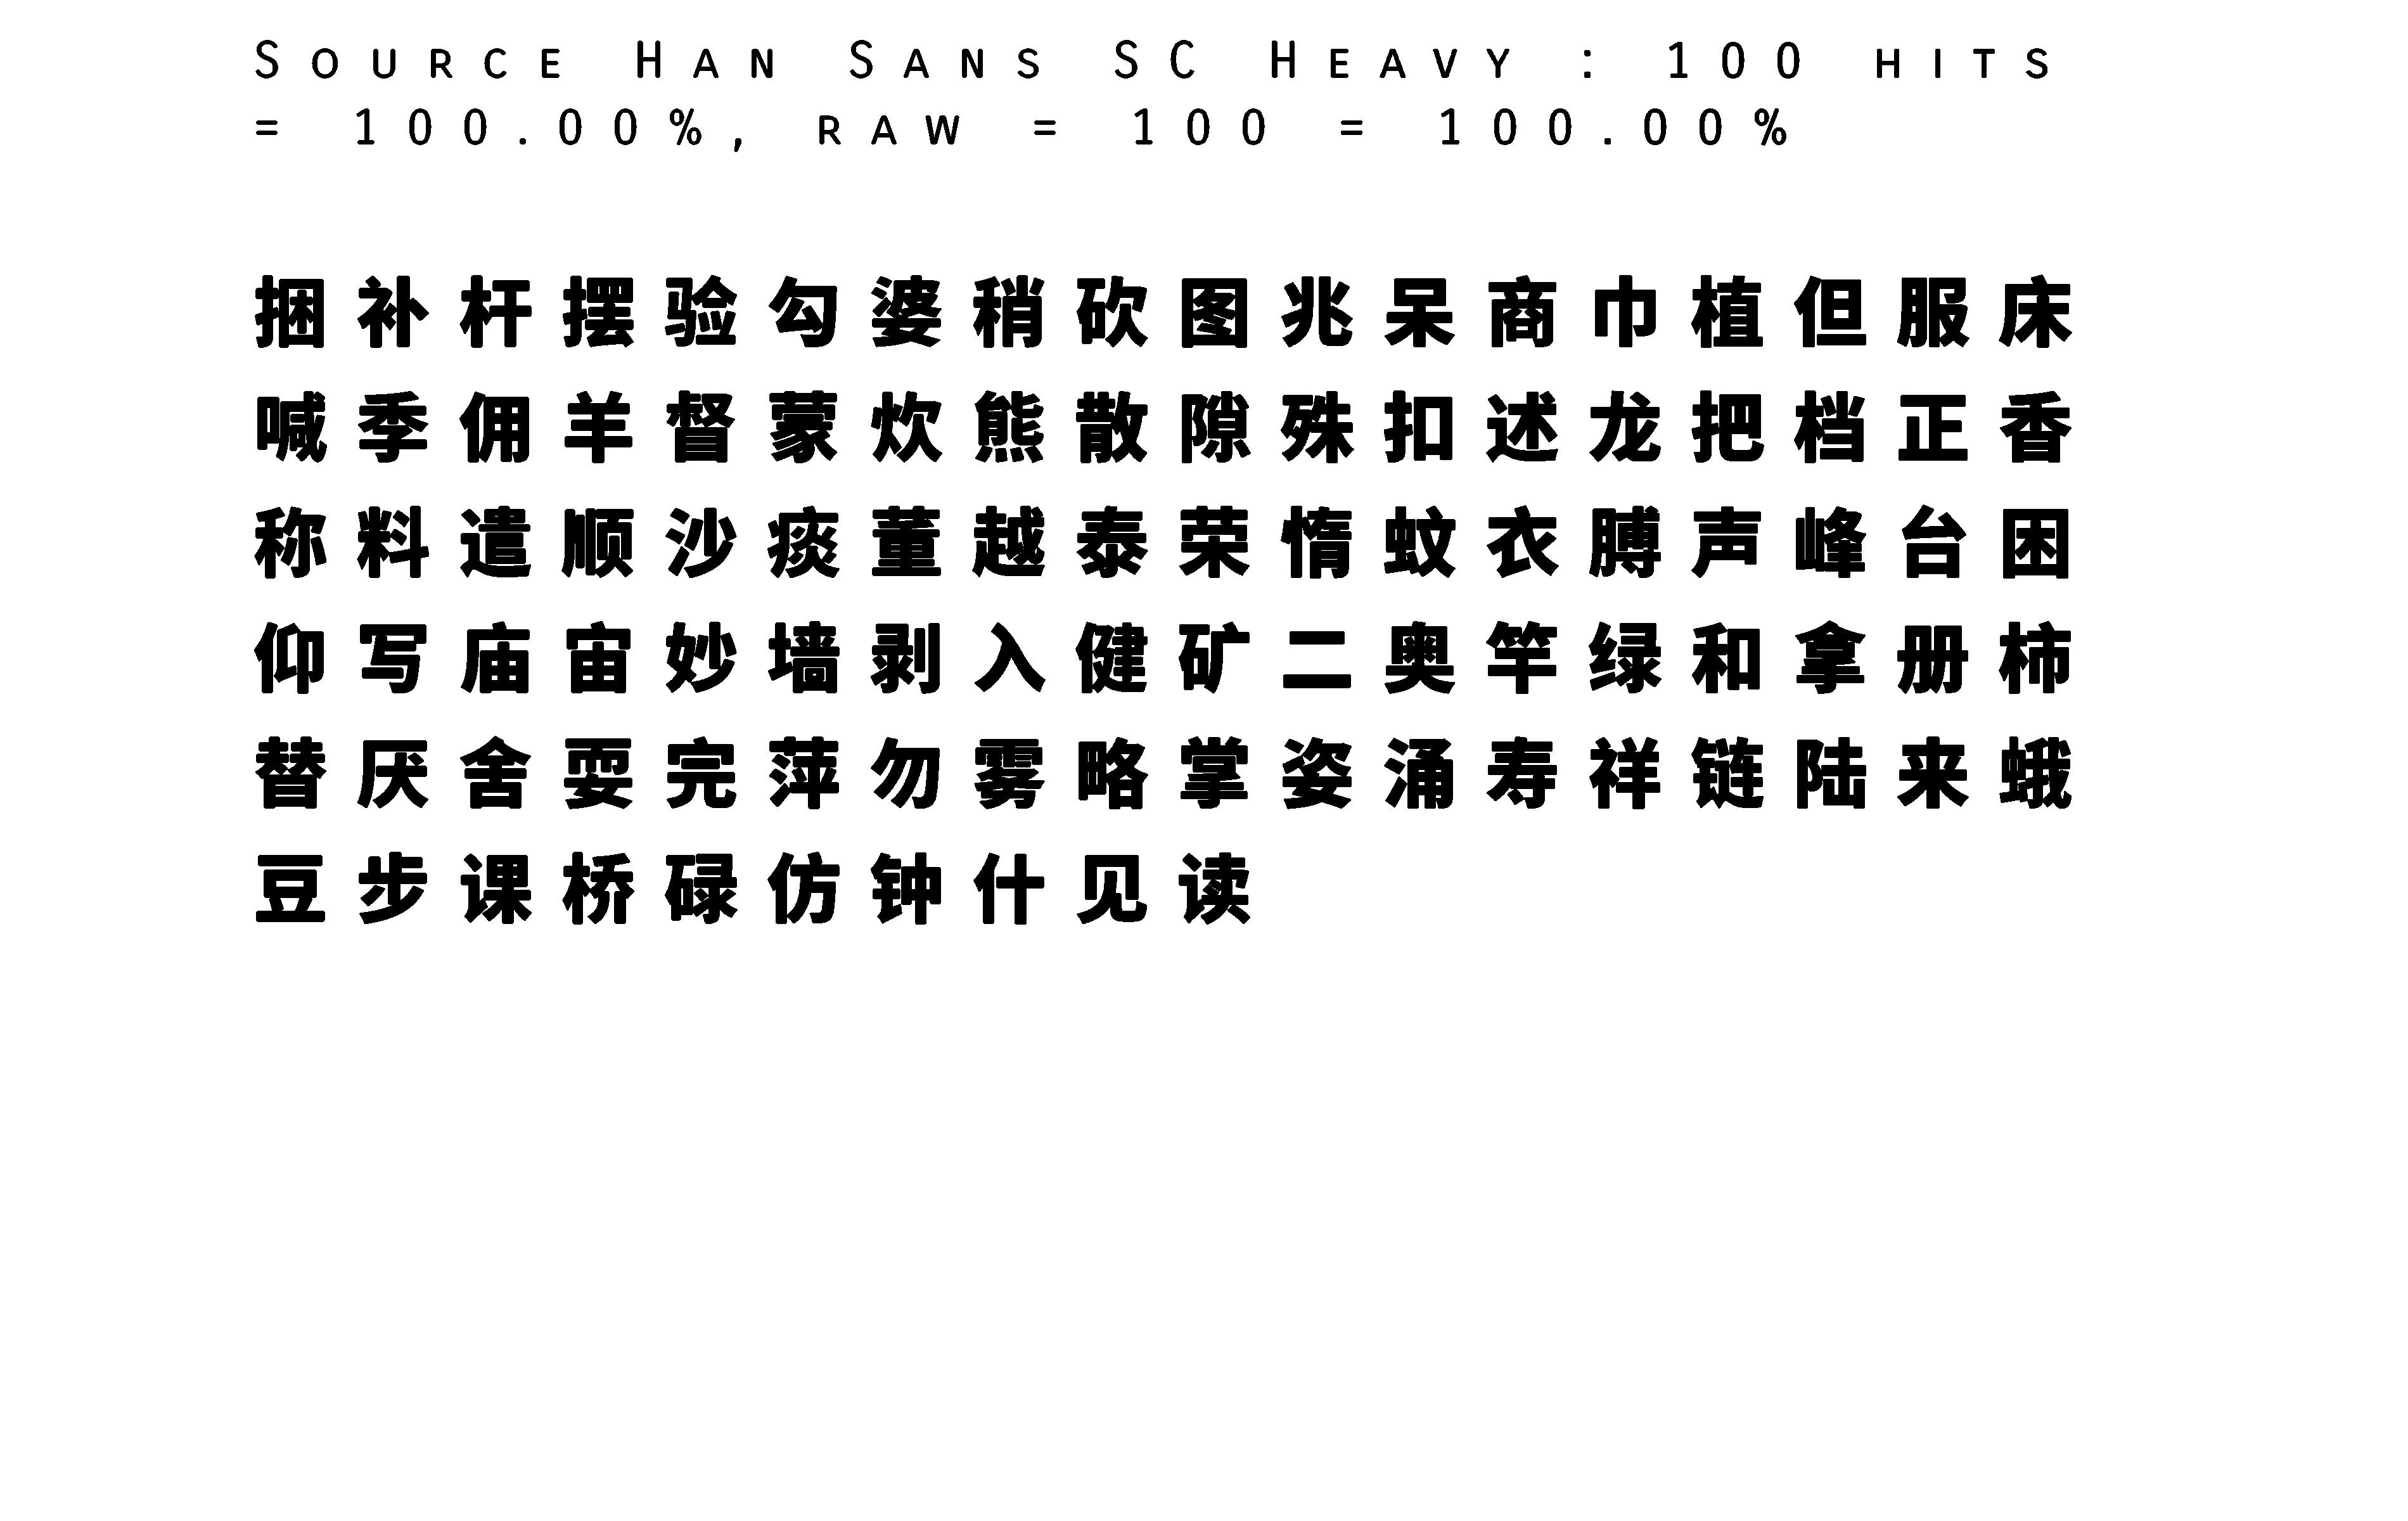 Source Han Sans SC Heavy: 100 hits
= 100.00%, raw = 100 = 100.00%
捆补杆摆验勾婆稍砍图兆呆商巾植但服床
喊季佣羊督蒙炊熊散隙殊扣述龙把档正香
称料遣顺沙痰董越泰荣惰蚊衣膊声峰台困
仰写庙宙妙墙剥入健矿二奥竿绿和拿册柿
替厌舍耍完萍勿雾略掌姿涌寿祥链陆来蛾
豆步课桥碌仿钟什见读